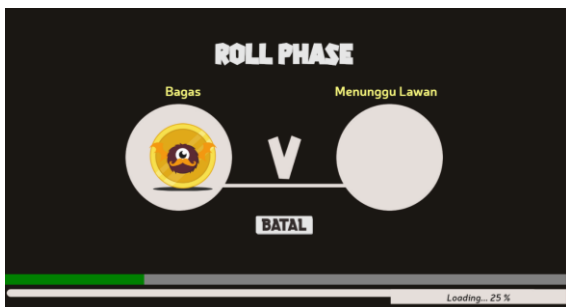 ROLL PHASE
Bagas
Menunggu Lawan
V
BATAL
Loading... 25 %